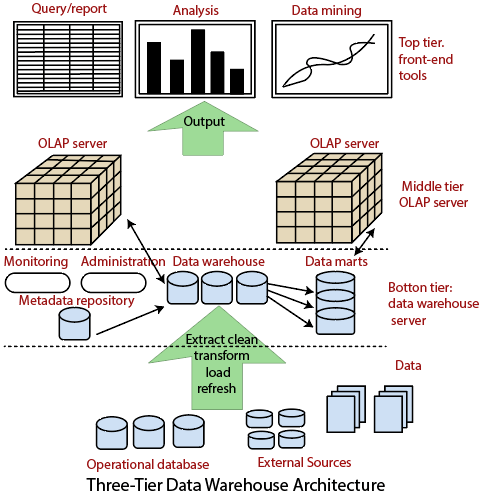 Query/report
Analysis
Data mining
Top tier.
front-end
tools
Output
OLAP server
OLAP server
Middle tier
OLAP server
Monitoring
Administration
Data warehouse
Data marts
Metadata repository
Botton tier:
data warehouse
server
Extract clean
transform
load
refresh
Data
Operational database
External Sources
Three-Tier Data Warehouse Architecture